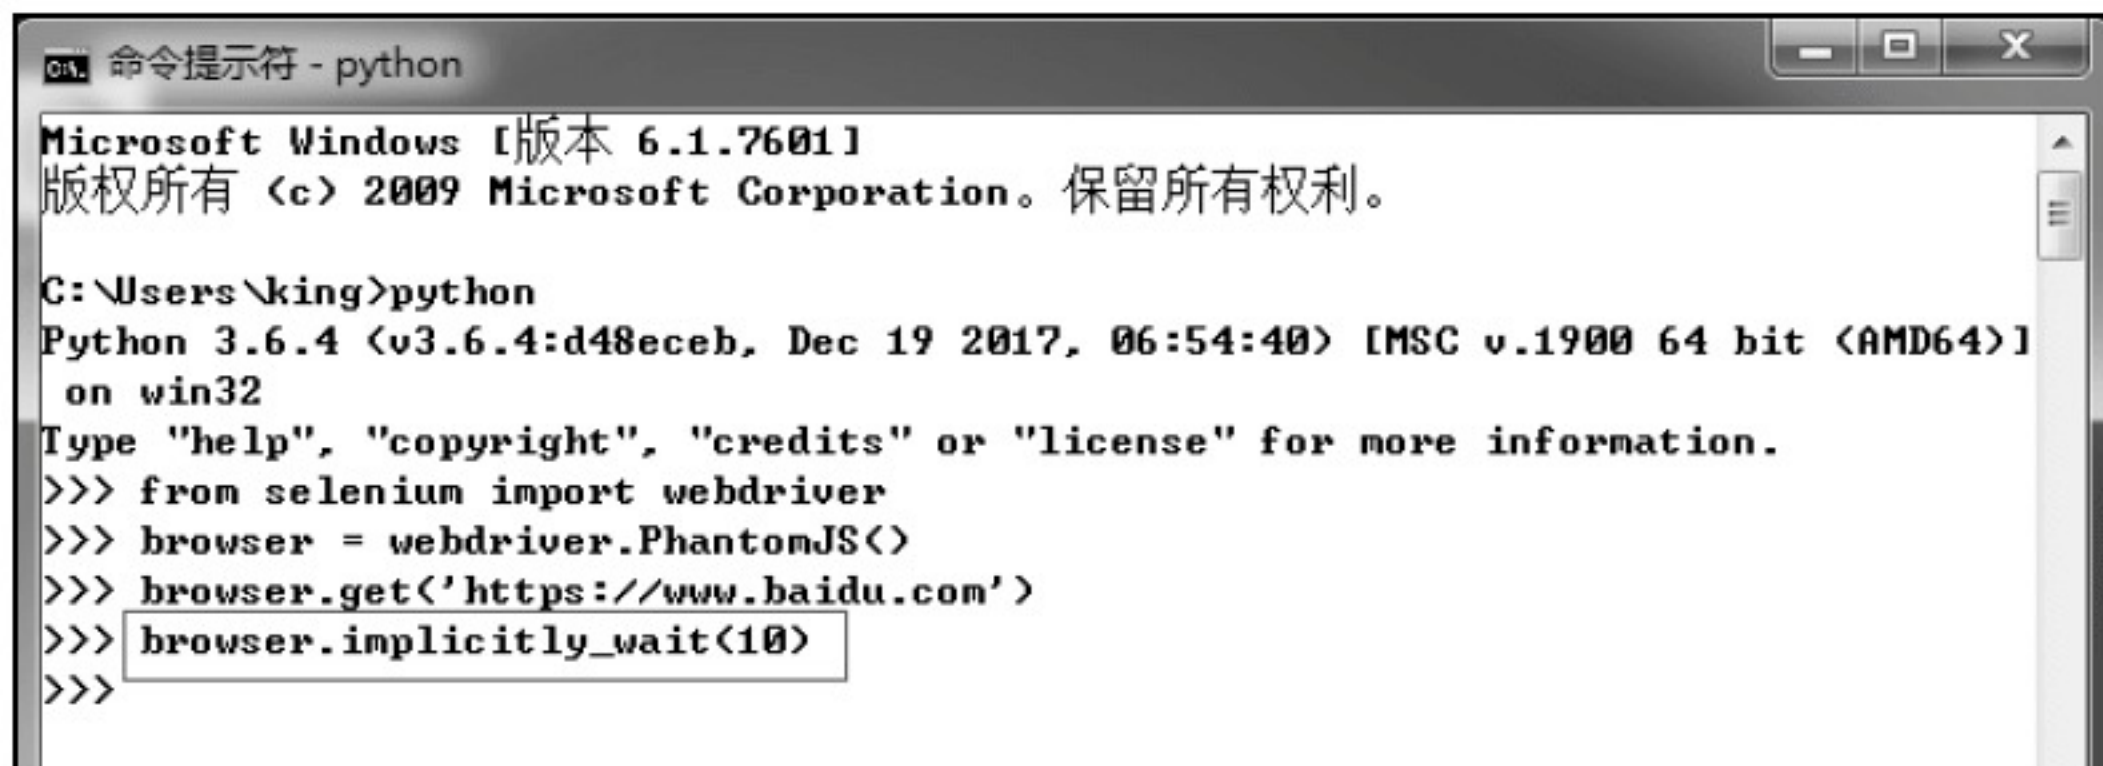 命令提示符 - python
Microsoft Windows [版本 6.1.7601]
版权所有 (c) 2009 Microsoft Corporation。保留所有权利。
C:\Users\king>python
Python 3.6.4 (v3.6.4:d48eceb, Dec 19 2017, 06:54:40) [MSC v.1900 64 bit (AMD64)]
 on win32
Type "help", "copyright", "credits" or "license" for more information.
>>> from selenium import webdriver
>>> browser = webdriver.PhantomJS()
>>> browser.get('https://www.baidu.com')
>>> browser.implicitly_wait(10)
>>>